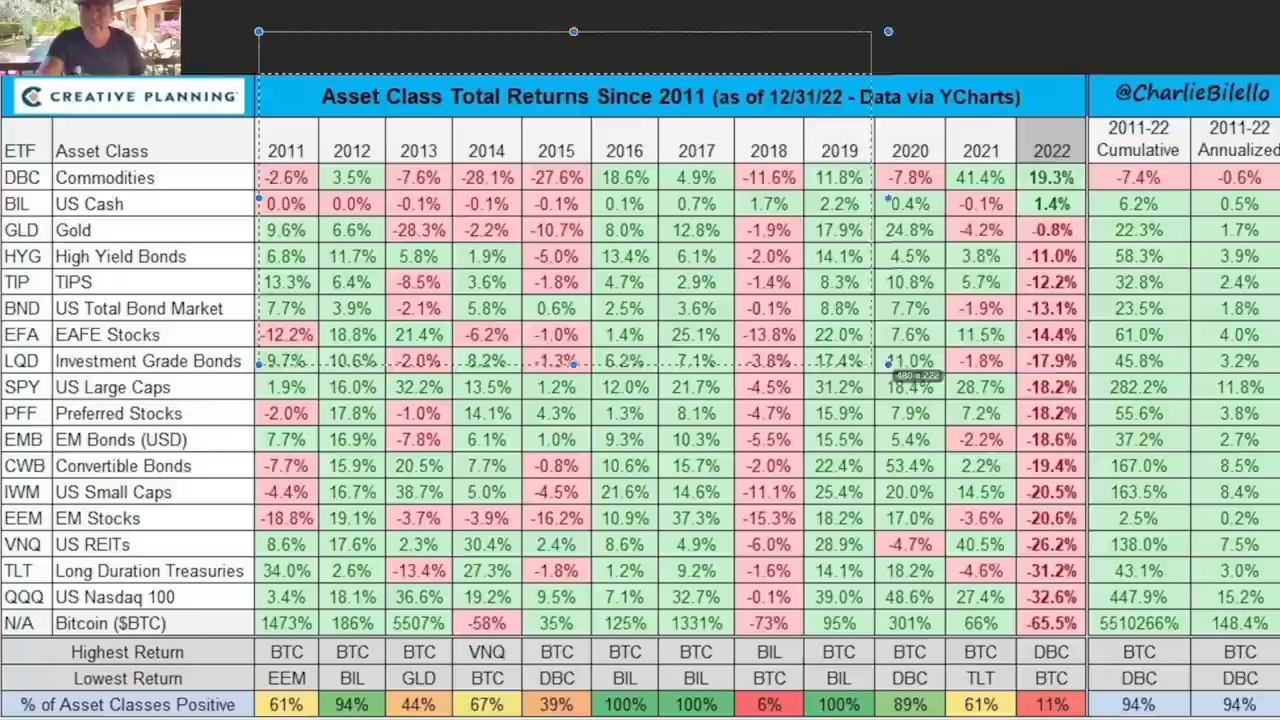 CREATIVE PLANNING
Asset Class Total Returns Since 2011 (as of 12/31/22 - Data via YCharts)
@CharlieBilello
ETF Asset Class 2011 2012 2013 2014 2015 2016 2017 2018 2019 2020 2021 2022 2011-22 Cumulative 2011-22 Annualized
DBC Commodities -2.6% 3.5% -7.6% -28.1% -27.6% 18.6% 4.9% -11.6% 11.8% -7.8% 41.4% 19.3% -7.4% -0.6%
BIL US Cash 0.0% 0.0% -0.1% -0.1% -0.1% 0.1% 0.7% 1.7% 2.2% 0.4% -0.1% 1.4% 6.2% 0.5%
GLD Gold 9.6% 6.6% -28.3% -2.2% -10.7% 8.0% 12.8% -1.9% 17.9% 24.8% -4.2% -0.8% 22.3% 1.7%
HYG High Yield Bonds 6.8% 11.7% 5.8% 1.9% -5.0% 13.4% 6.1% -2.0% 14.1% 4.5% 3.8% -11.0% 58.3% 3.9%
TIP TIPS 13.3% 6.4% -8.5% 3.6% -1.8% 4.7% 2.9% -1.4% 8.3% 10.8% 5.7% -12.2% 32.8% 2.4%
BND US Total Bond Market 7.7% 3.9% -2.1% 5.8% 0.6% 2.5% 3.6% -0.1% 8.8% 7.7% -1.9% -13.1% 23.5% 1.8%
EFA EAFE Stocks -12.2% 18.8% 21.4% -6.2% -1.0% 1.4% 25.1% -13.8% 22.0% 7.6% 11.5% -14.4% 61.0% 4.0%
LQD Investment Grade Bonds 9.7% 10.6% -2.0% 8.2% -1.3% 6.2% 7.1% -3.8% 17.4% 11.0% -1.8% -17.9% 45.8% 3.2%
480 x 222
SPY US Large Caps 1.9% 16.0% 32.2% 13.5% 1.2% 12.0% 21.7% -4.5% 31.2% 18.4% 28.7% -18.2% 282.2% 11.8%
PFF Preferred Stocks -2.0% 17.8% -1.0% 14.1% 4.3% 1.3% 8.1% -4.7% 15.9% 7.9% 7.2% -18.2% 55.6% 3.8%
EMB EM Bonds (USD) 7.7% 16.9% -7.8% 6.1% 1.0% 9.3% 10.3% -5.5% 15.5% 5.4% -2.2% -18.6% 37.2% 2.7%
CWB Convertible Bonds -7.7% 15.9% 20.5% 7.7% -0.8% 10.6% 15.7% -2.0% 22.4% 53.4% 2.2% -19.4% 167.0% 8.5%
IWM US Small Caps -4.4% 16.7% 38.7% 5.0% -4.5% 21.6% 14.6% -11.1% 25.4% 20.0% 14.5% -20.5% 163.5% 8.4%
EEM EM Stocks -18.8% 19.1% -3.7% -3.9% -16.2% 10.9% 37.3% -15.3% 18.2% 17.0% -3.6% -20.6% 2.5% 0.2%
VNQ US REITs 8.6% 17.6% 2.3% 30.4% 2.4% 8.6% 4.9% -6.0% 28.9% -4.7% 40.5% -26.2% 138.0% 7.5%
TLT Long Duration Treasuries 34.0% 2.6% -13.4% 27.3% -1.8% 1.2% 9.2% -1.6% 14.1% 18.2% -4.6% -31.2% 43.1% 3.0%
QQQ US Nasdaq 100 3.4% 18.1% 36.6% 19.2% 9.5% 7.1% 32.7% -0.1% 39.0% 48.6% 27.4% -32.6% 447.9% 15.2%
N/A Bitcoin ($BTC) 1473% 186% 5507% -58% 35% 125% 1331% -73% 95% 301% 66% -65.5% 5510266% 148.4%
Highest Return BTC BTC BTC VNQ BTC BTC BTC BIL BTC BTC BTC DBC BTC BTC
Lowest Return EEM BIL GLD BTC DBC BIL BIL BTC BIL DBC TLT BTC DBC DBC
% of Asset Classes Positive 61% 94% 44% 67% 39% 100% 100% 6% 100% 89% 61% 11% 94% 94%